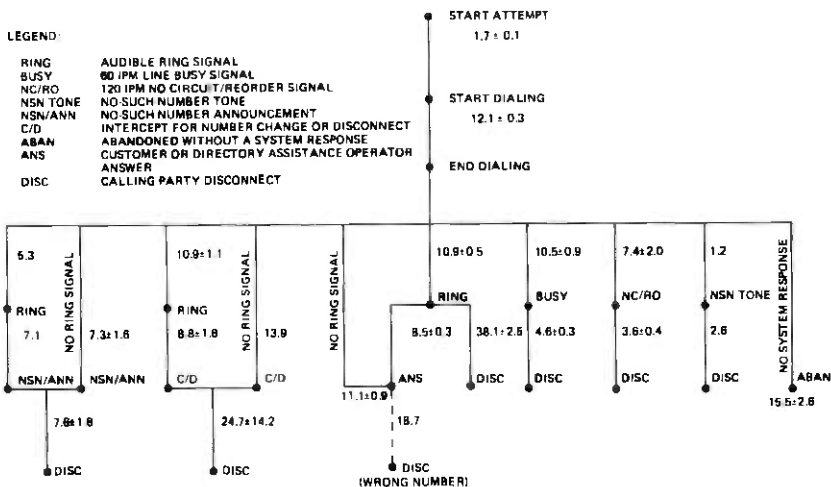 START ATTEMPT
1.7 ± 0.1
LEGEND:
RING AUDIBLE RING SIGNAL
BUSY 60 IPM LINE BUSY SIGNAL
NC/RO 120 IPM NO CIRCUIT/REORDER SIGNAL
NSN TONE NO-SUCH NUMBER TONE
NSN/ANN NO-SUCH NUMBER ANNOUNCEMENT
C/D INTERCEPT FOR NUMBER CHANGE OR DISCONNECT
ABAN ABANDONED WITHOUT A SYSTEM RESPONSE
ANS CUSTOMER OR DIRECTORY ASSISTANCE OPERATOR
ANSWER
DISC CALLING PARTY DISCONNECT
START DIALING
12.1 ± 0.3
END DIALING
NO RING SIGNAL
NO RING SIGNAL
NO RING SIGNAL
NO SYSTEM RESPONSE
10.9±1.1 10.9±0.5 10.5±0.9 7.4±2.0 1.2
RING RING RING BUSY NC/RO NSN TONE
7.1 7.3±1.6 8.8±1.8 13.9 8.5±0.3 38.1±2.5 4.6±0.3 3.6±0.4 2.6
NSN/ANN NSN/ANN C/D C/D ANS DISC DISC DISC DISC ABAN
11.1±0.9 15.5±2.6
7.6±1.8 24.7±14.2 18.7
DISC DISC DISC
(WRONG NUMBER)